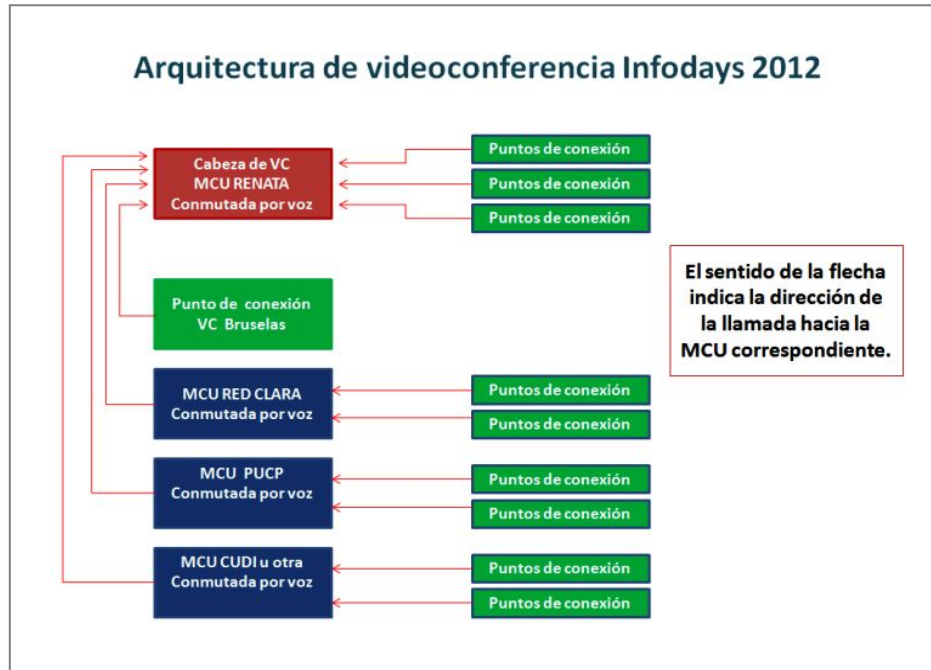 Arquitectura de videoconferencia Infodays 2012
Cabeza de VC
MCU RENATA
Conmutada por voz
Puntos de conexión
Puntos de conexión
Puntos de conexión
El sentido de la flecha
indica la dirección de
la llamada hacia la
MCU correspondiente.
Punto de conexión
VC Bruselas
MCU RED CLARA
Conmutada por voz
Puntos de conexión
Puntos de conexión
MCU PUCP
Conmutada por voz
Puntos de conexión
Puntos de conexión
MCU CUDI u otra
Conmutada por voz
Puntos de conexión
Puntos de conexión